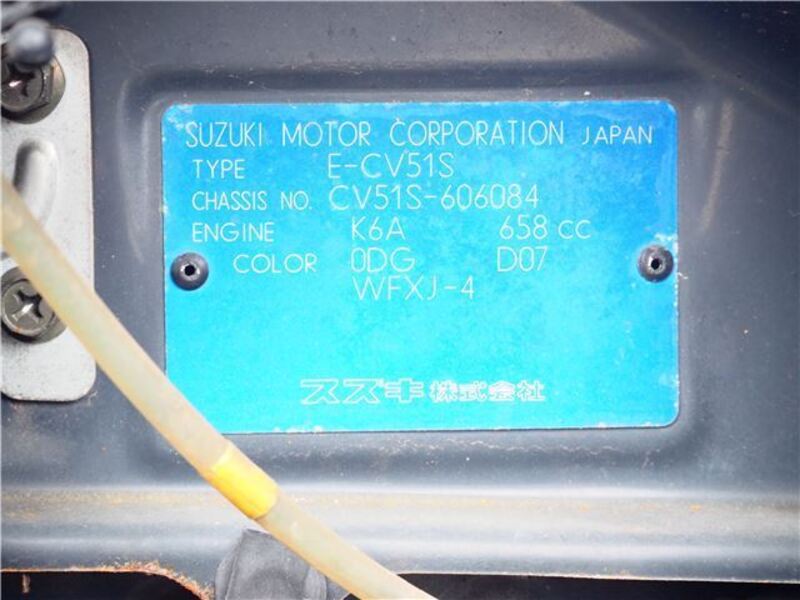 SUZUKI MOTOR CORPORATION JAPAN
TYPE E-CV51S
CHASSIS NO. CV51S-606084
ENGINE K6A 658 CC
COLOR 0DG D07
WFXJ-4
スズキ株式会社